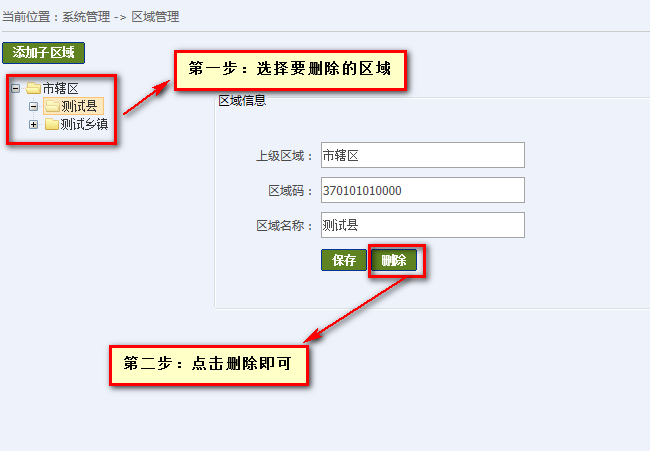 当前位置：系统管理 -> 区域管理
添加子区域
第一步：选择要删除的区域
市辖区
测试县
测试乡镇
区域信息
上级区域：市辖区
区域码：370101010000
区域名称：测试县
保存 删除
第二步：点击删除即可